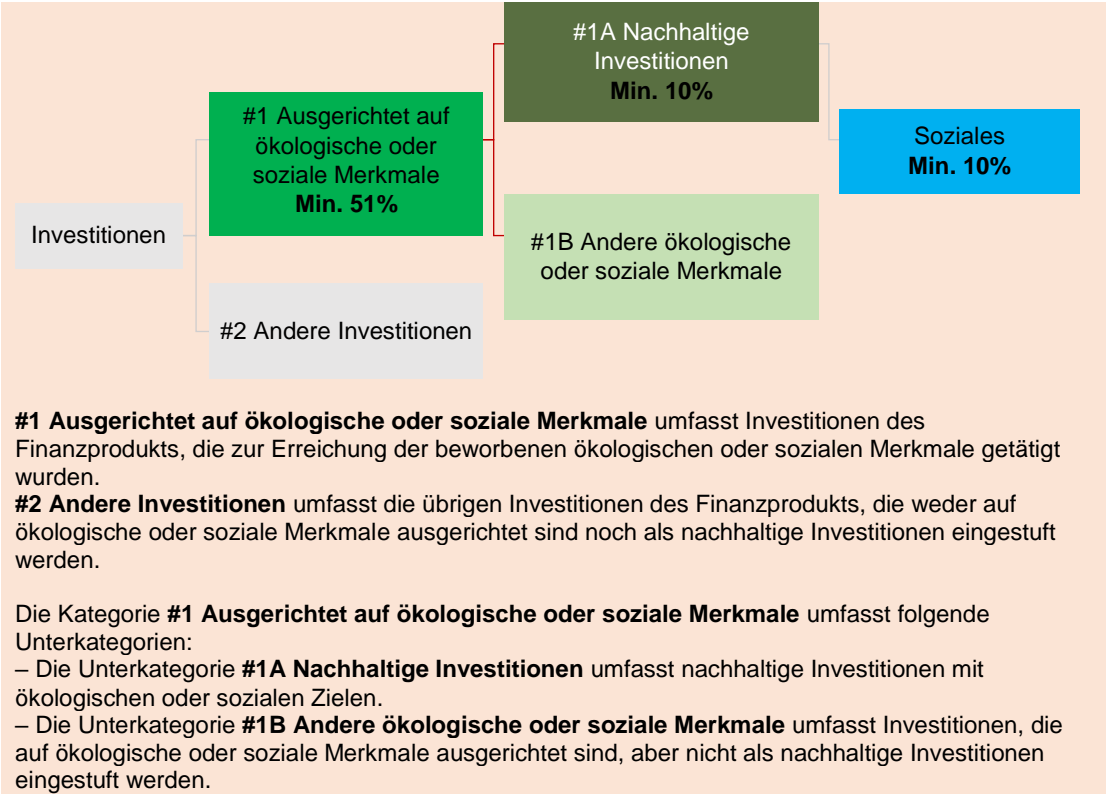 #1A Nachhaltige
Investitionen
Min. 10%
#1 Ausgerichtet auf
ökologische oder
soziale Merkmale
Min. 51%
Soziales
Min. 10%
Investitionen
#1B Andere ökologische
oder soziale Merkmale
#2 Andere Investitionen
#1 Ausgerichtet auf ökologische oder soziale Merkmale umfasst Investitionen des
Finanzprodukts, die zur Erreichung der beworbenen ökologischen oder sozialen Merkmale getätigt
wurden.
#2 Andere Investitionen umfasst die übrigen Investitionen des Finanzprodukts, die weder auf
ökologische oder soziale Merkmale ausgerichtet sind noch als nachhaltige Investitionen eingestuft
werden.
Die Kategorie #1 Ausgerichtet auf ökologische oder soziale Merkmale umfasst folgende
Unterkategorien:
– Die Unterkategorie #1A Nachhaltige Investitionen umfasst nachhaltige Investitionen mit
ökologischen oder sozialen Zielen.
– Die Unterkategorie #1B Andere ökologische oder soziale Merkmale umfasst Investitionen, die
auf ökologische oder soziale Merkmale ausgerichtet sind, aber nicht als nachhaltige Investitionen
eingestuft werden.